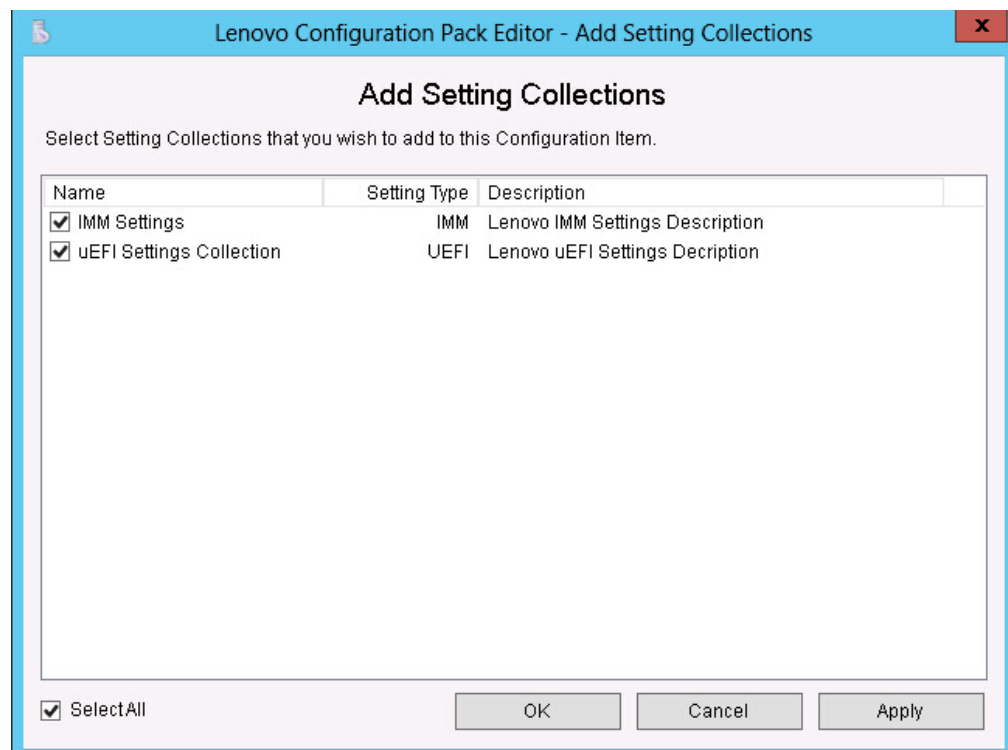 Lenovo Configuration Pack Editor - Add Setting Collections
x
Add Setting Collections
Select Setting Collections that you wish to add to this Configuration Item.
Name Setting Type Description
IMM Settings IMM Lenovo IMM Settings Description
uEFI Settings Collection UEFI Lenovo uEFI Settings Decription
Select All OK Cancel Apply